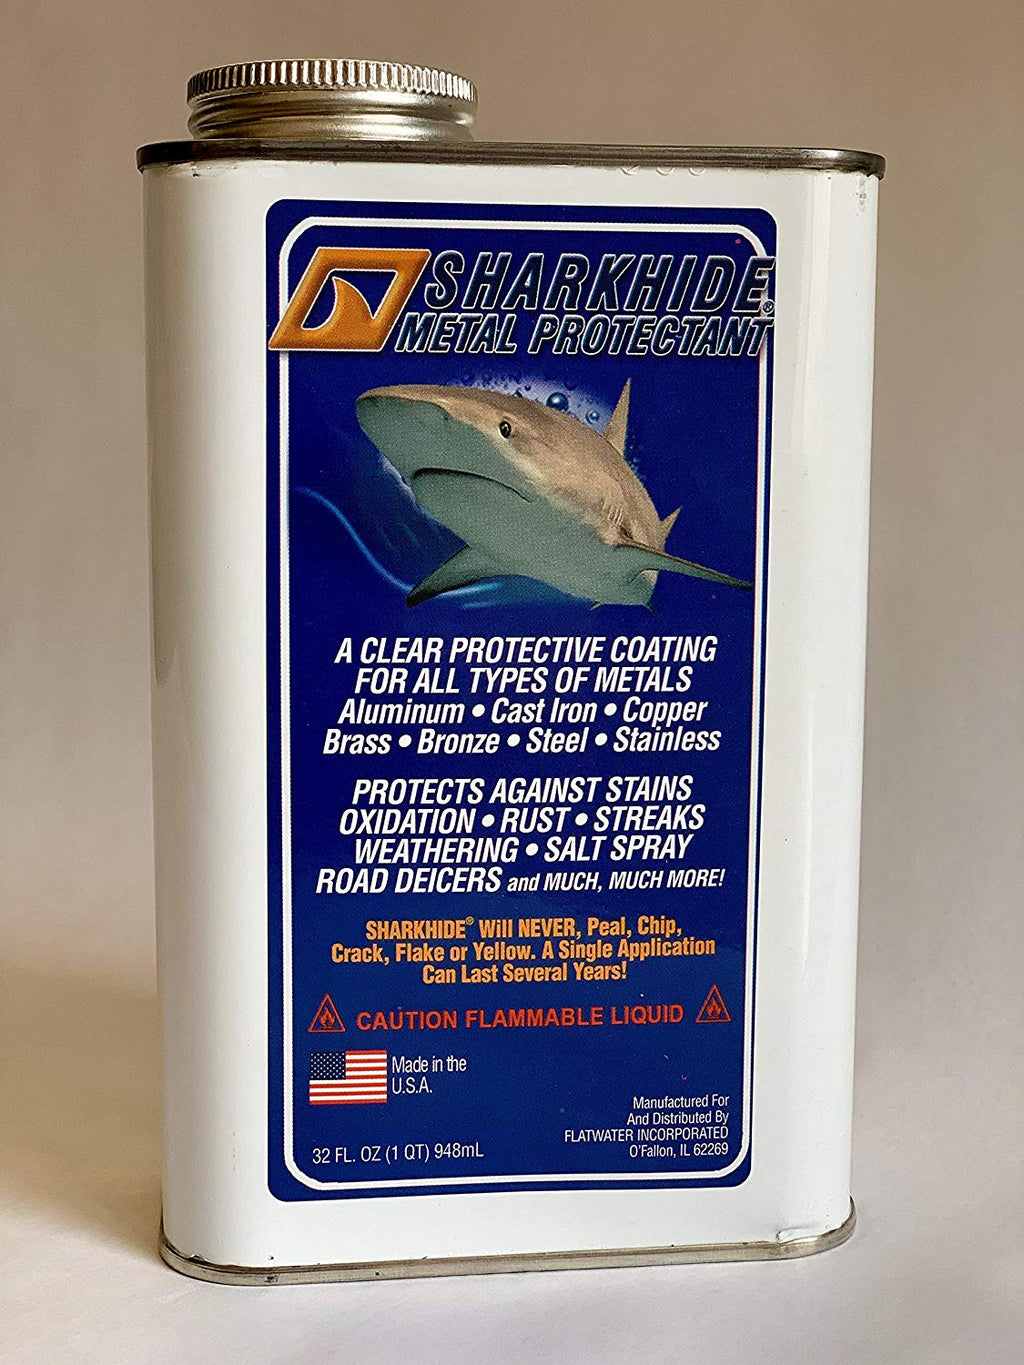 SHARKHIDE®
METAL PROTECTANT
A CLEAR PROTECTIVE COATING
FOR ALL TYPES OF METALS
Aluminum • Cast Iron • Copper
Brass • Bronze • Steel • Stainless
PROTECTS AGAINST STAINS
OXIDATION • RUST • STREAKS
WEATHERING • SALT SPRAY
ROAD DEICERS and MUCH, MUCH MORE!
SHARKHIDE® Will NEVER, Peal, Chip,
Crack, Flake or Yellow. A Single Application
Can Last Several Years!
CAUTION FLAMMABLE LIQUID
Made in the
U.S.A.
Manufactured For
And Distributed By
FLATWATER INCORPORATED
O'Fallon, IL 62269
32 FL. OZ (1 QT) 948mL